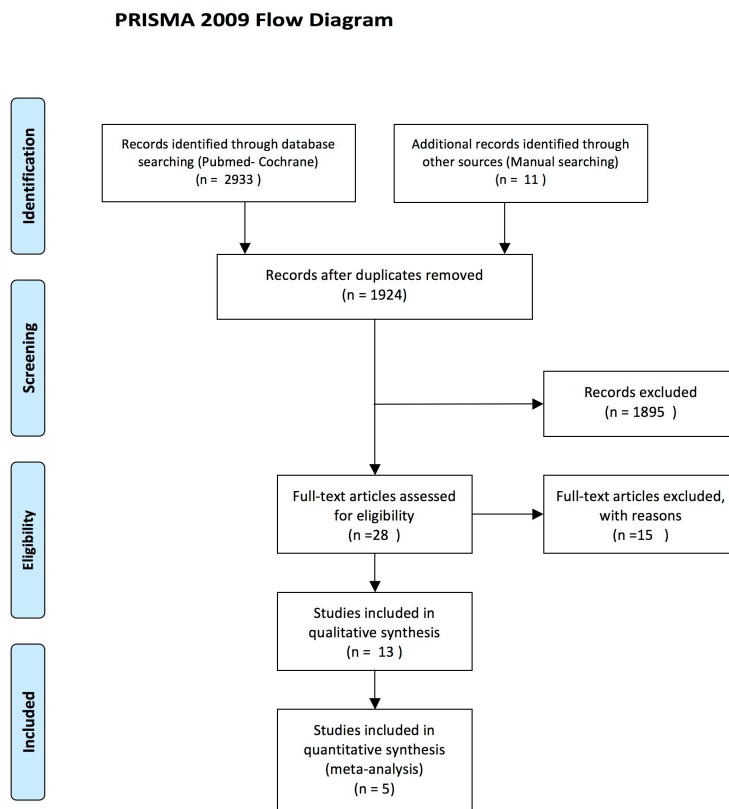 PRISMA 2009 Flow Diagram
Identification
Records identified through database
searching (Pubmed- Cochrane)
(n = 2933 )
Additional records identified through
other sources (Manual searching)
(n = 11 )
Records after duplicates removed
(n = 1924)
Screening
Records excluded
(n = 1895 )
Eligibility
Full-text articles assessed
for eligibility
(n =28 )
Full-text articles excluded,
with reasons
(n =15 )
Studies included in
qualitative synthesis
(n = 13 )
Included
Studies included in
quantitative synthesis
(meta-analysis)
(n = 5)